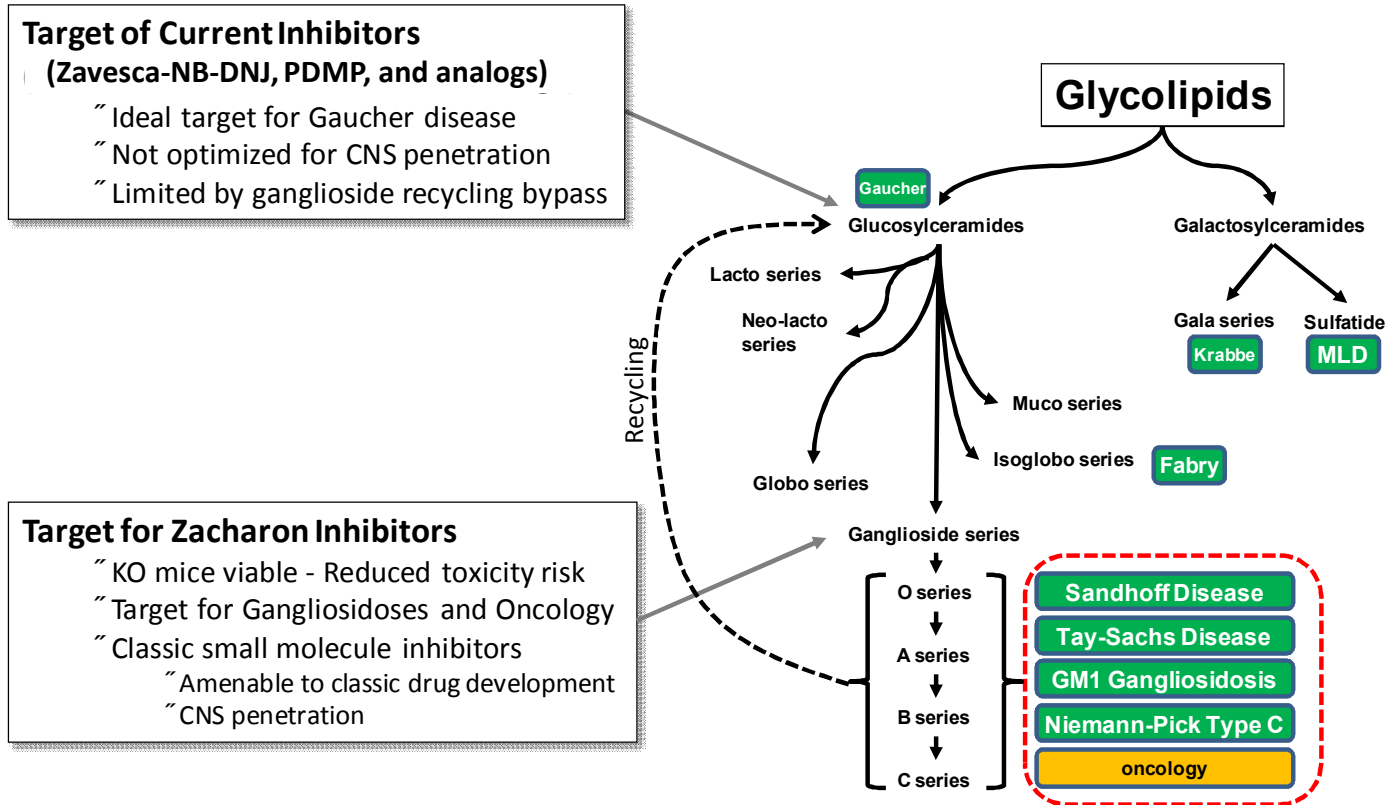 Target of Current Inhibitors
(Zavesca-NB-DNJ, PDMP, and analogs)
˝ Ideal target for Gaucher disease
˝ Not optimized for CNS penetration
˝ Limited by ganglioside recycling bypass
Glycolipids
Gaucher
Glucosylceramides
Galactosylceramides
Lacto series
Neo-lacto
series
Gala series
Sulfatide
Krabbe
MLD
Recycling
Muco series
Isoglobo series
Fabry
Globo series
Target for Zacharon Inhibitors
˝ KO mice viable - Reduced toxicity risk
˝ Target for Gangliosidoses and Oncology
˝ Classic small molecule inhibitors
˝ Amenable to classic drug development
˝ CNS penetration
Ganglioside series
O series
A series
B series
C series
Sandhoff Disease
Tay-Sachs Disease
GM1 Gangliosidosis
Niemann-Pick Type C
oncology